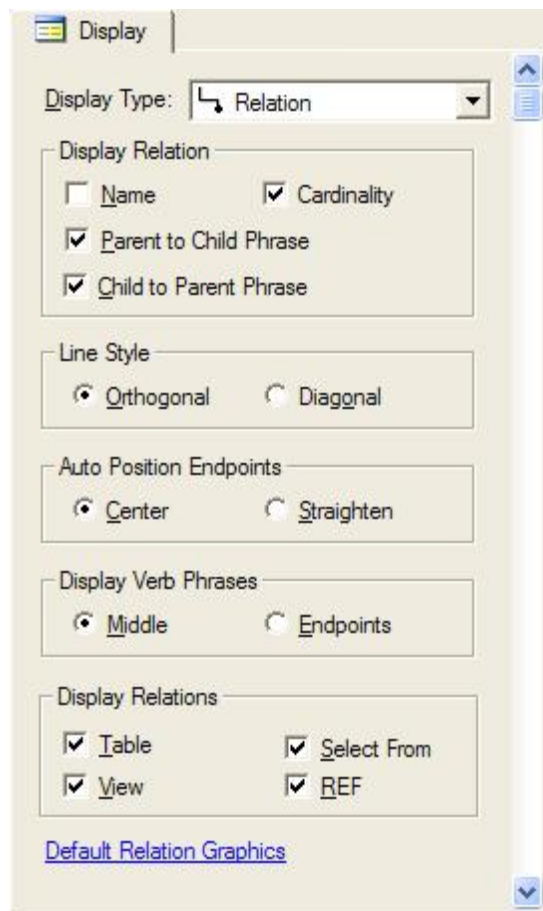 Display
Display Type: Relation
Display Relation
Name Cardinality
Parent to Child Phrase
Child to Parent Phrase
Line Style
Orthogonal Diagonal
Auto Position Endpoints
Center Straighten
Display Verb Phrases
Middle Endpoints
Display Relations
Table Select From
View REF
Default Relation Graphics